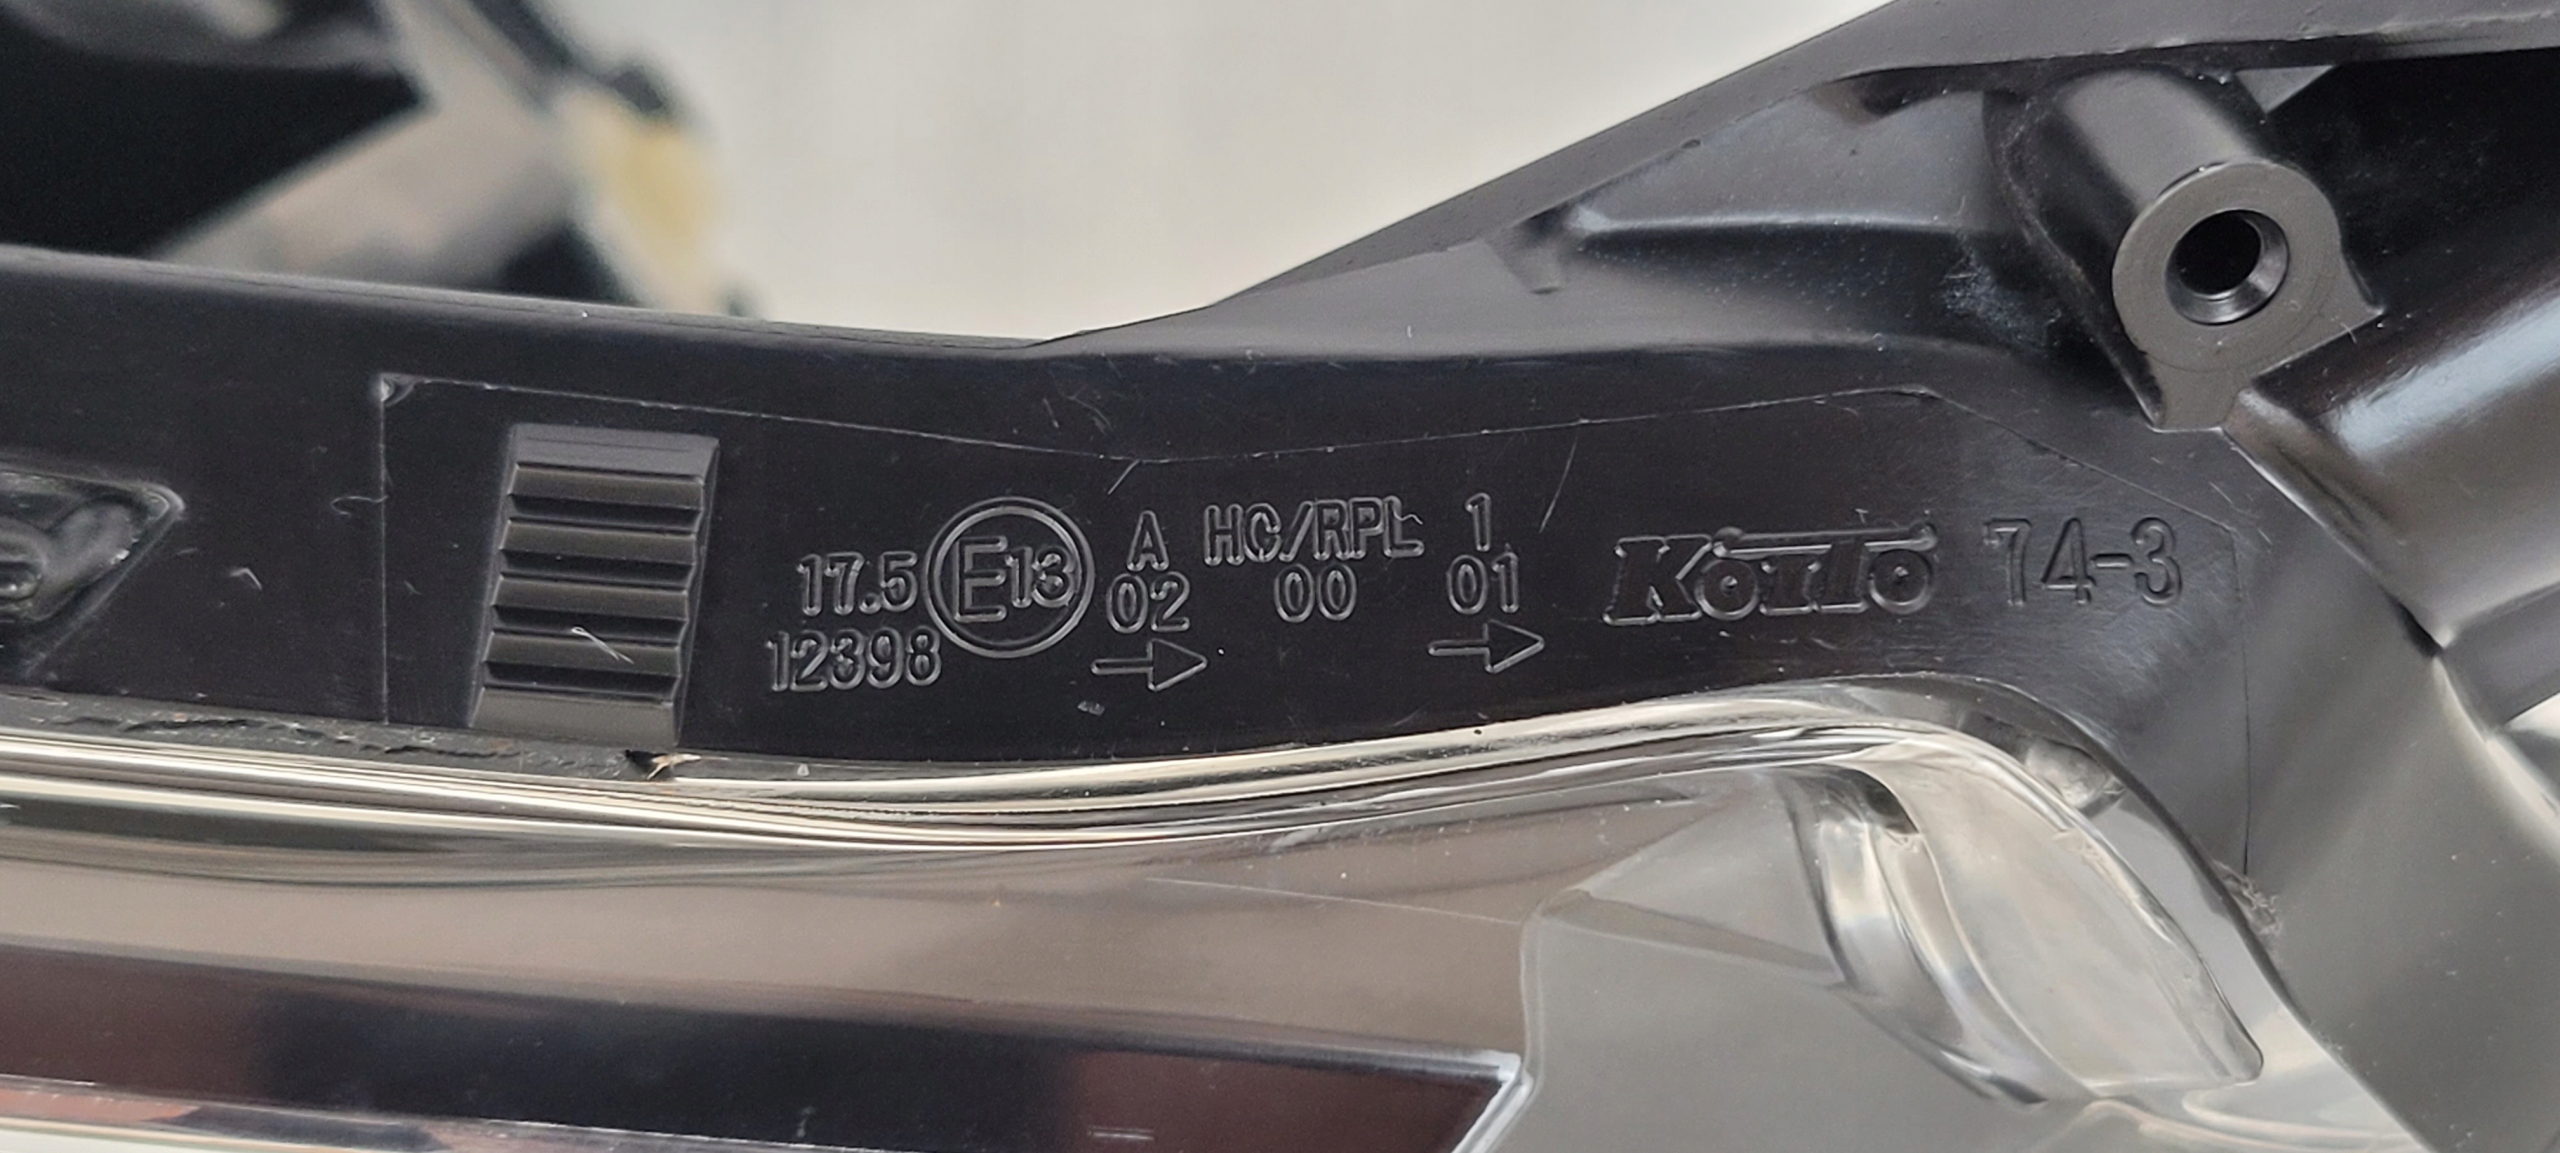 17.5 E13 A HC/RPL 1 KOITO 74-3
02 00 01
12398 → →